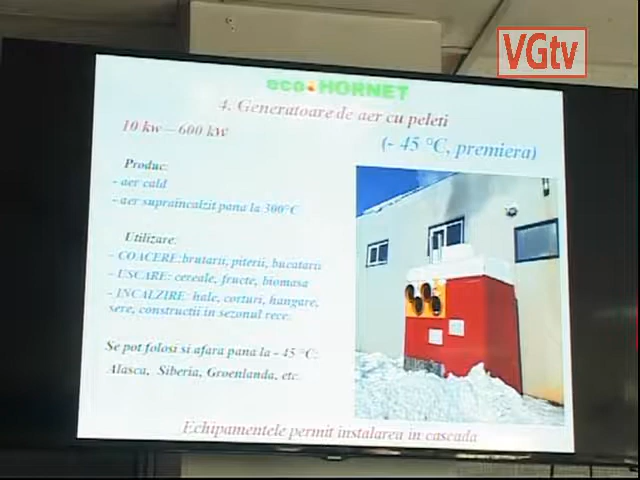 VGtv
eco HORNET
4. Generatoare de aer cu peleti
10 kw – 600 kw
(- 45 °C, premiera)
Produc:
- aer cald
- aer supraincalzit pana la 300°C
Utilizare:
- COACERE:brutarii, piterii, bucatarii
- USCARE: cereale, fructe, biomasa
- INCALZIRE: hale, corturi, hangare,
sere, constructii in sezonul rece.
Se pot folosi si afara pana la - 45 °C:
Alasca, Siberia, Groenlanda, etc.
Echipamentele permit instalarea in cascada